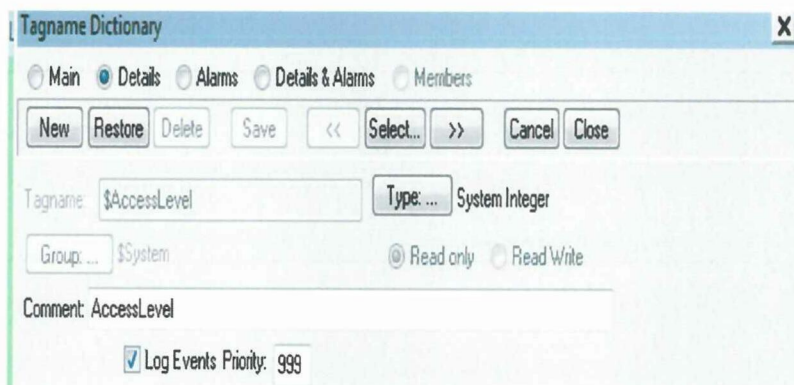 Tagname Dictionary X
Main Details Alarms Details & Alarms Members
New Restore Delete Save << Select... >> Cancel Close
Tagname: $AccessLevel Type: ... System Integer
Group: ... $System Read only Read Write
Comment: AccessLevel
Log Events Priority: 999